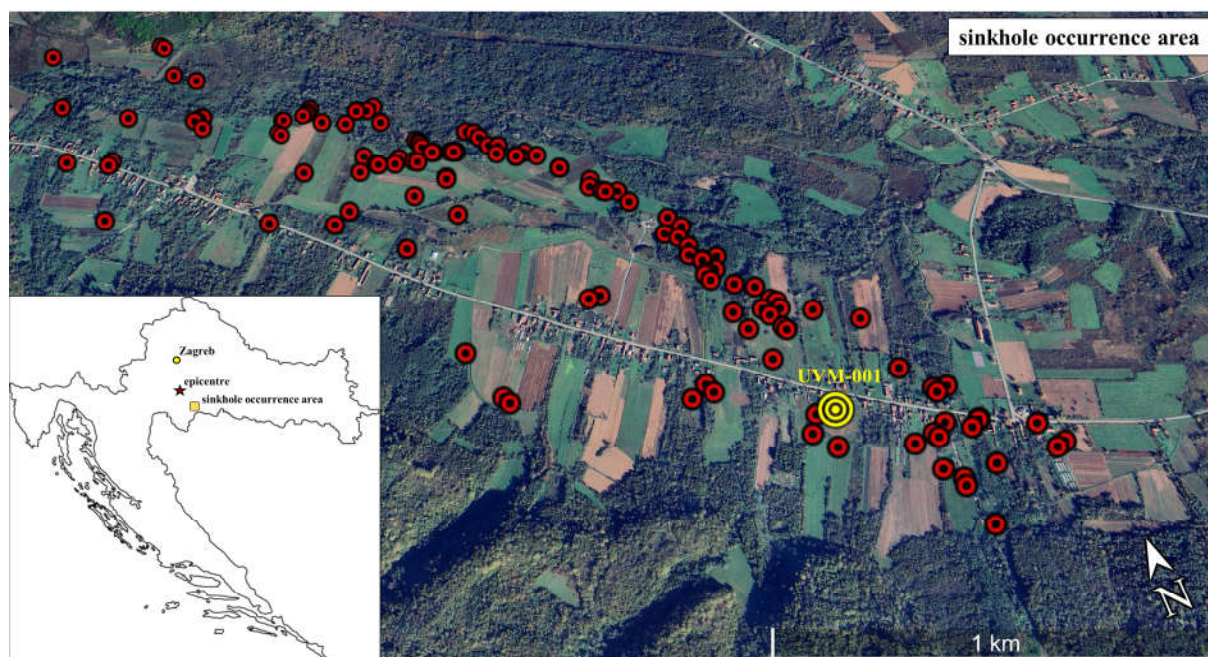 sinkhole occurrence area
UVM-001
Zagreb
epicentre
sinkhole occurrence area
N
1 km